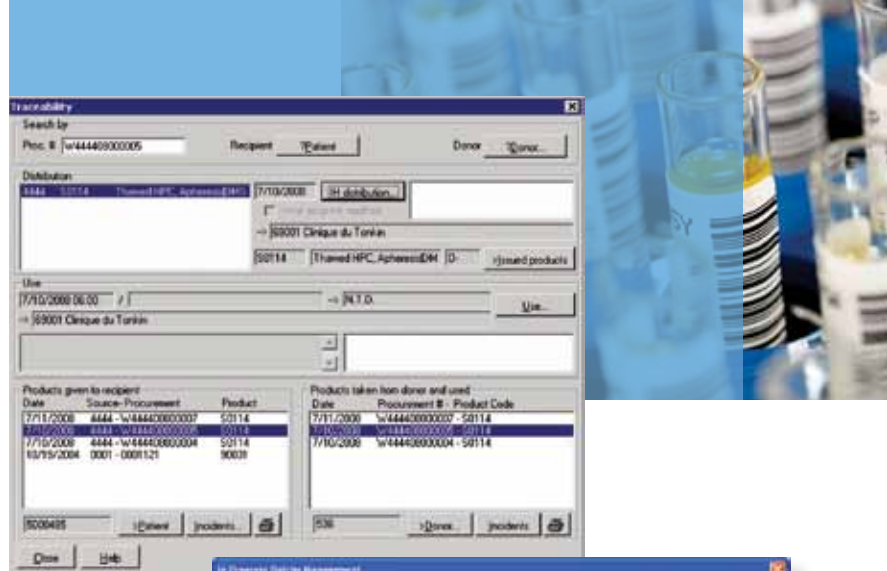 Traceability
Search by
Proc. # W444408000005 Recipient ?Patient Donor ?Donor...
Distribution
4444 S0114 Thawed HPC, Apheresis 7/10/2008 IH distribution...
-> 69001 Clinique du Tonkin
S0114 Thawed HPC, Apheresis|DM O- >Issued products
Use
7/10/2008 06:00 / -> N.T.O. Use...
-> 69001 Clinique du Tonkin
Products given to recipient
Date Source- Procurement Product
7/11/2008 4444 - W444408000007 S0114
7/10/2008 4444 - W444408000005 S0114
7/10/2008 4444 - W444408000004 S0114
10/19/2004 0001 - 0001121 90031
5000485 >Patient Incidents...
Products taken from donor and used
Date Procurement # - Product Code
7/11/2008 W444408000007 - S0114
7/10/2008 W444408000005 - S0114
7/10/2008 W444408000004 - S0114
536 >Donor... Incidents
Close Help